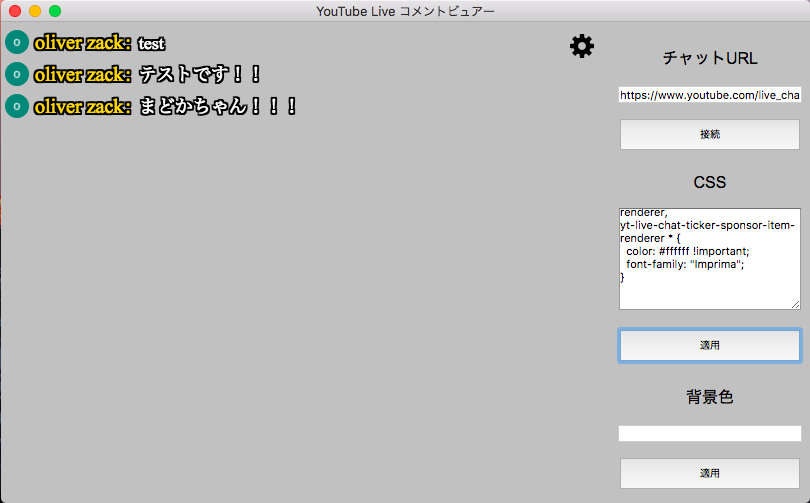 YouTube Live コメントビュアー
o oliver zack: test
o oliver zack: テストです！！
o oliver zack: まどかちゃん！！！
チャットURL
https://www.youtube.com/live_cha
接続
CSS
renderer,
yt-live-chat-ticker-sponsor-item-
renderer * {
color: #ffffff !important;
font-family: "Imprima";
}
適用
背景色
適用